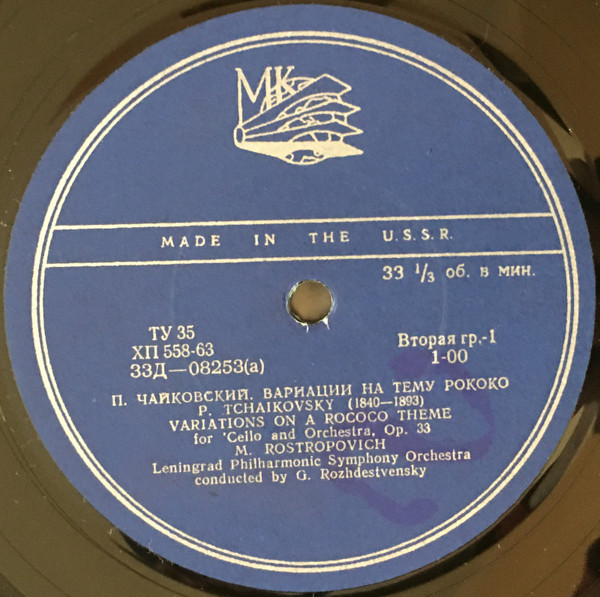 МК
MADE IN THE U.S.S.R.
33 1/3 об. в мин.
ТУ 35
ХП 558-63
33Д—08253(а)
Вторая гр.-1
1-00
П. ЧАЙКОВСКИЙ. ВАРИАЦИИ НА ТЕМУ РОКОКО
P. TCHAIKOVSKY (1840—1893)
VARIATIONS ON A ROCOCO THEME
for 'Cello and Orchestra, Op. 33
M. ROSTROPOVICH
Leningrad Philharmonic Symphony Orchestra
conducted by G. Rozhdestvensky